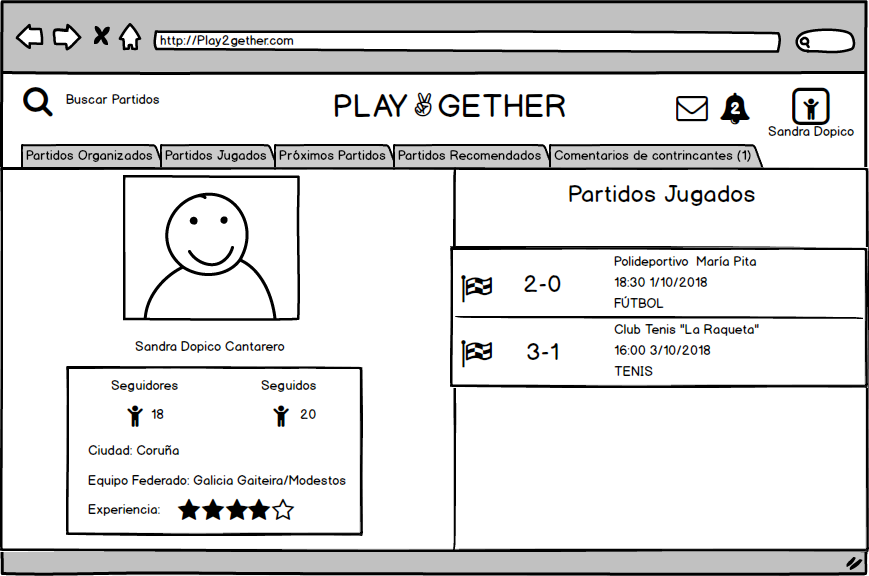 http://Play2gether.com
Buscar Partidos
PLAY✌GETHER
2
Sandra Dopico
Partidos Organizados
Partidos Jugados
Próximos Partidos
Partidos Recomendados
Comentarios de contrincantes (1)
Sandra Dopico Cantarero
Seguidores
Seguidos
18
20
Ciudad: Coruña
Equipo Federado: Galicia Gaiteira/Modestos
Experiencia:
Partidos Jugados
2-0
Polideportivo María Pita
18:30 1/10/2018
FÚTBOL
3-1
Club Tenis "La Raqueta"
16:00 3/10/2018
TENIS